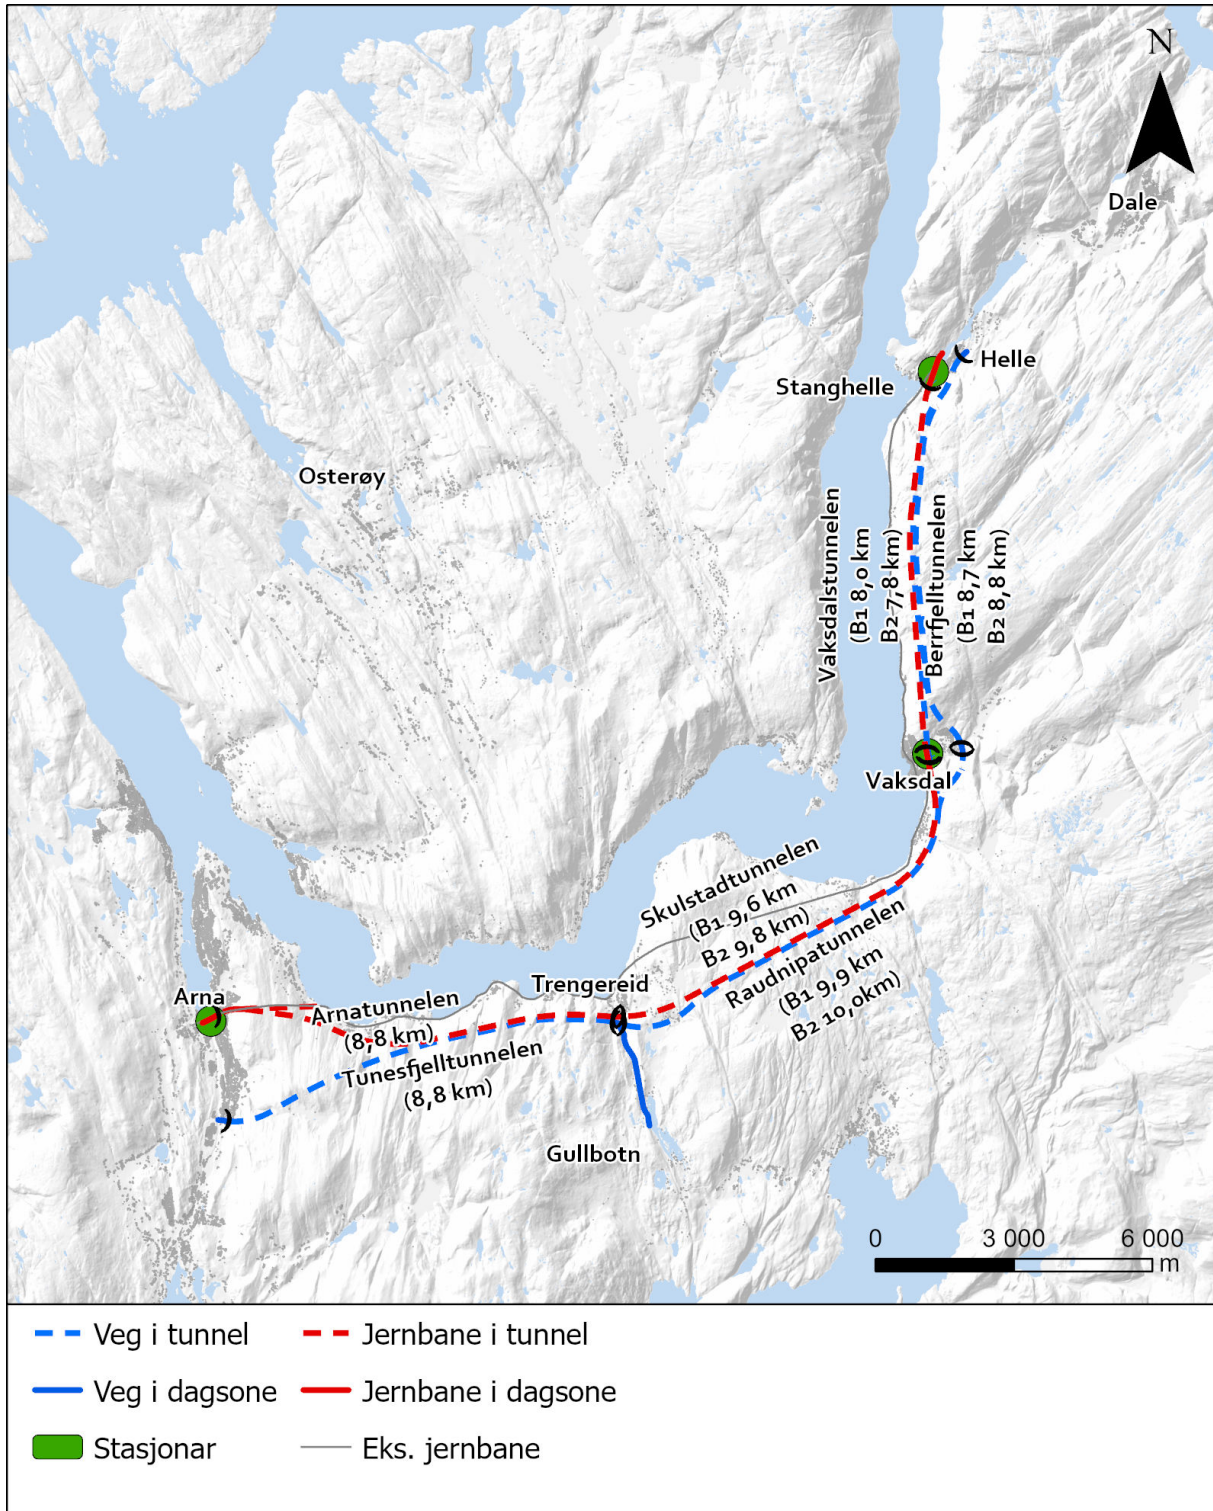 N
Dale
Helle
Stanghelle
Osterøy
Vaksdalstunnelen
(B1 8,0 km
B2 7,8 km)
Berrfjelltunnelen
(B1 8,7 km
B2 8,8 km)
Vaksdal
Skulstadtunnelen
(B1 9,6 km
B2 9,8 km)
Raudnipatunnelen
(B1 9,9 km
B2 10,0km)
Trengereid
Arna
Arnatunnelen
(8,8 km)
Tunesfjelltunnelen
(8,8 km)
Gullbotn
0 3 000 6 000
m
Veg i tunnel
Jernbane i tunnel
Veg i dagsone
Jernbane i dagsone
Stasjonar
Eks. jernbane